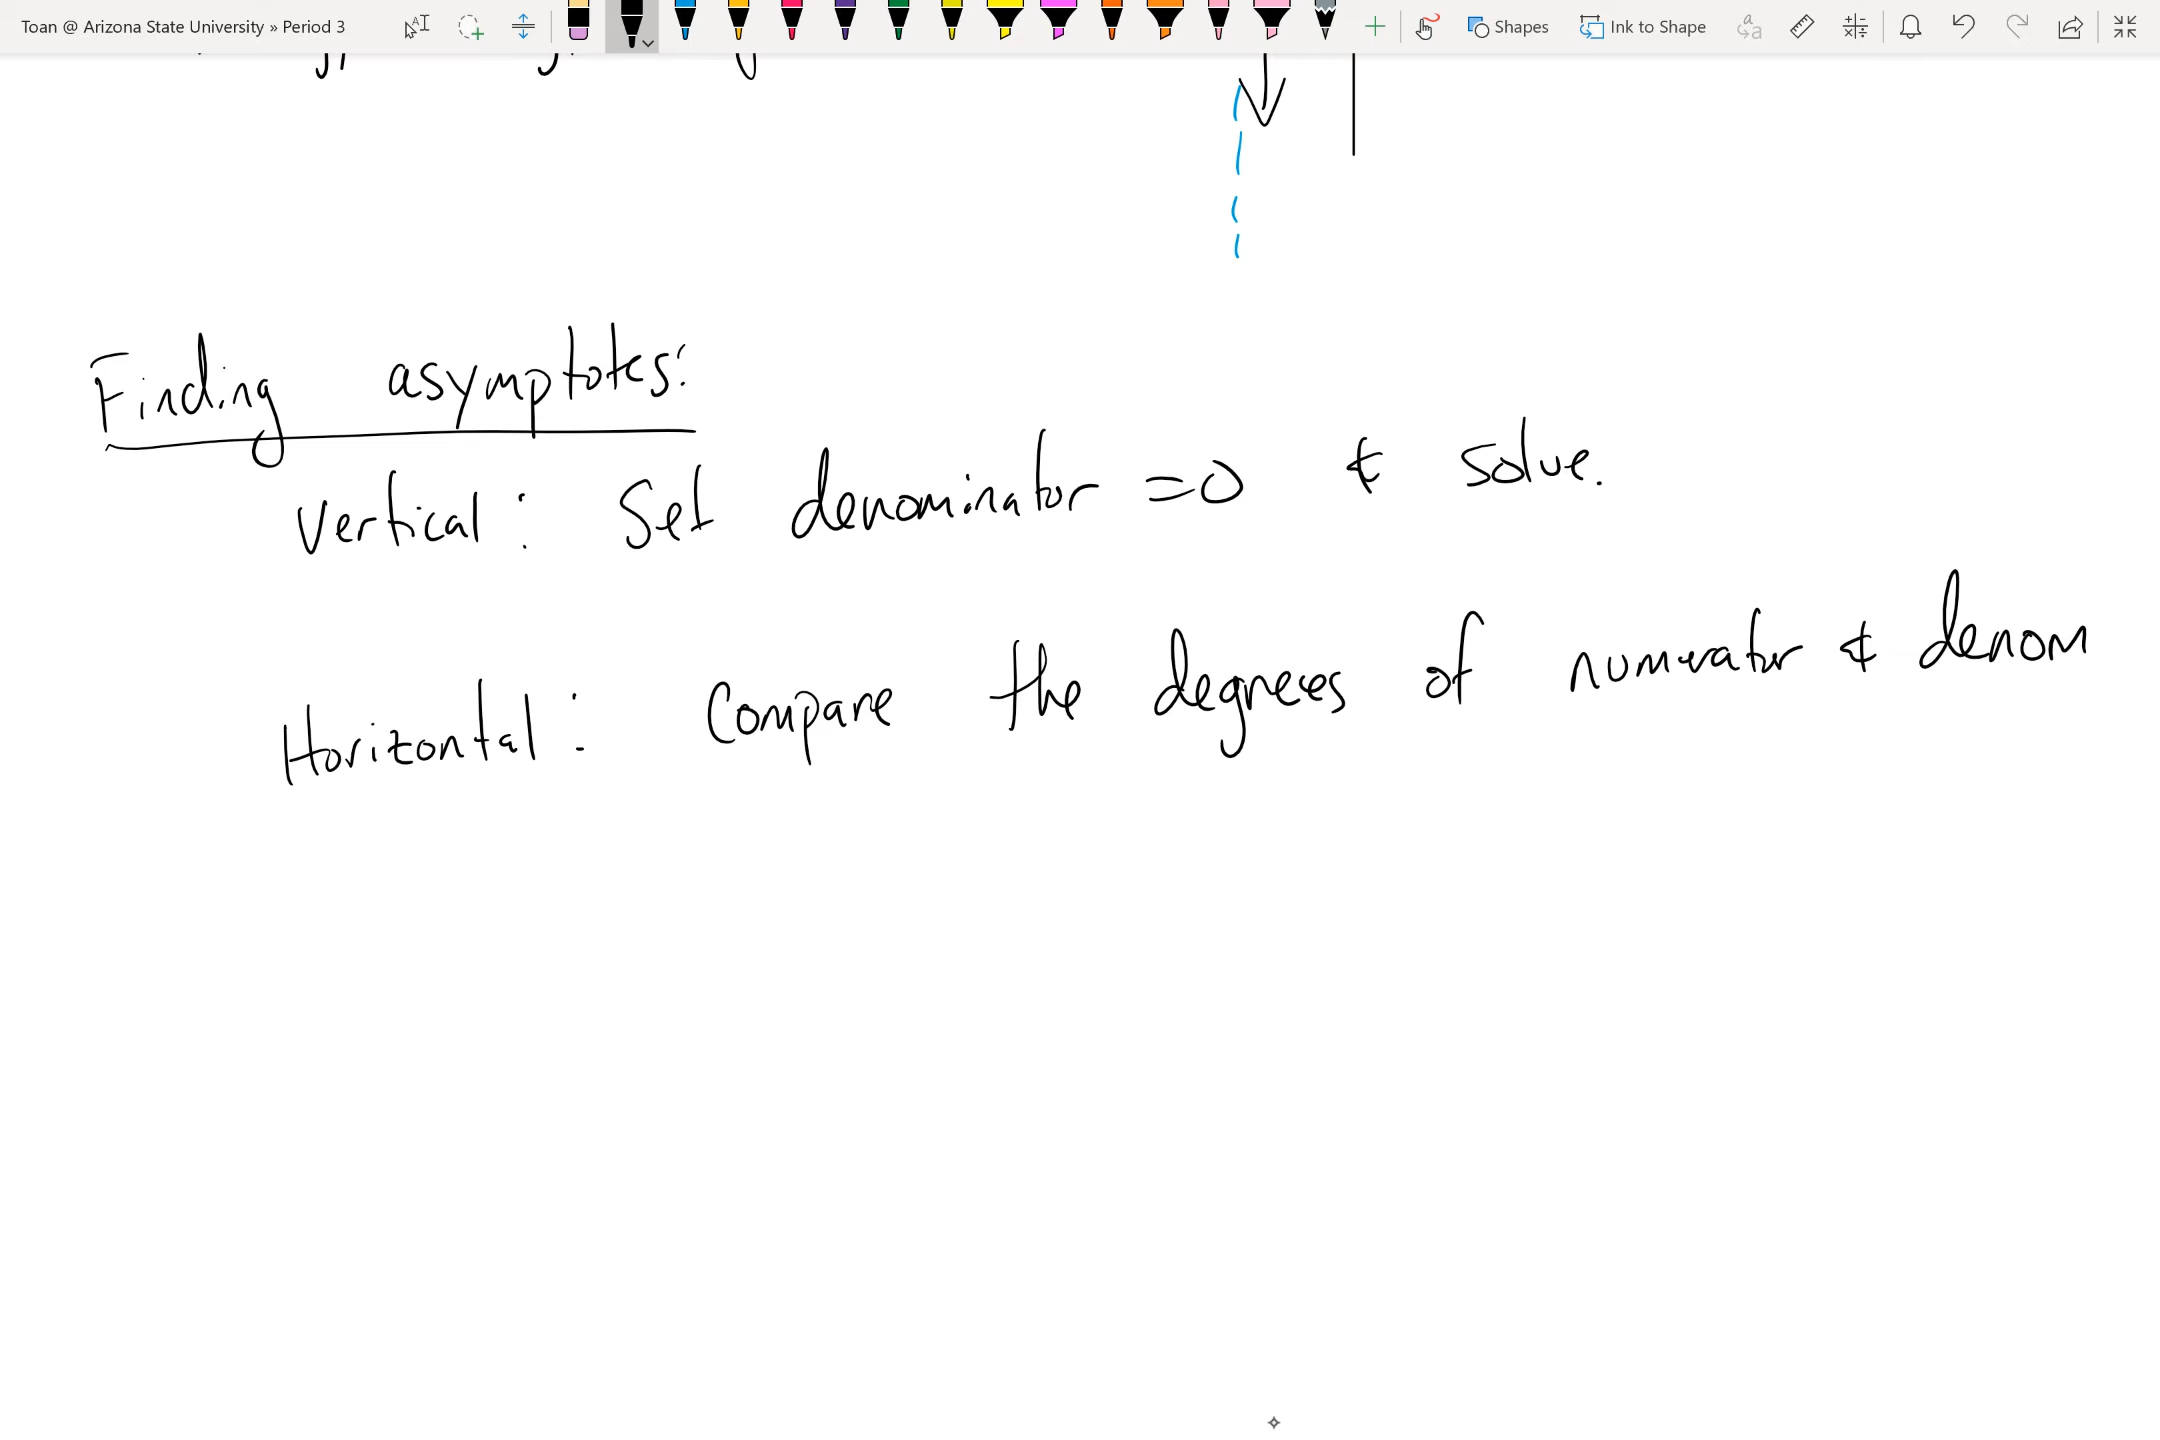 Toan @ Arizona State University » Period 3
Shapes
Ink to Shape
Finding asymptotes:
Vertical: Set denominator =0 & solve.
Horizontal: Compare the degrees of numerator & denom